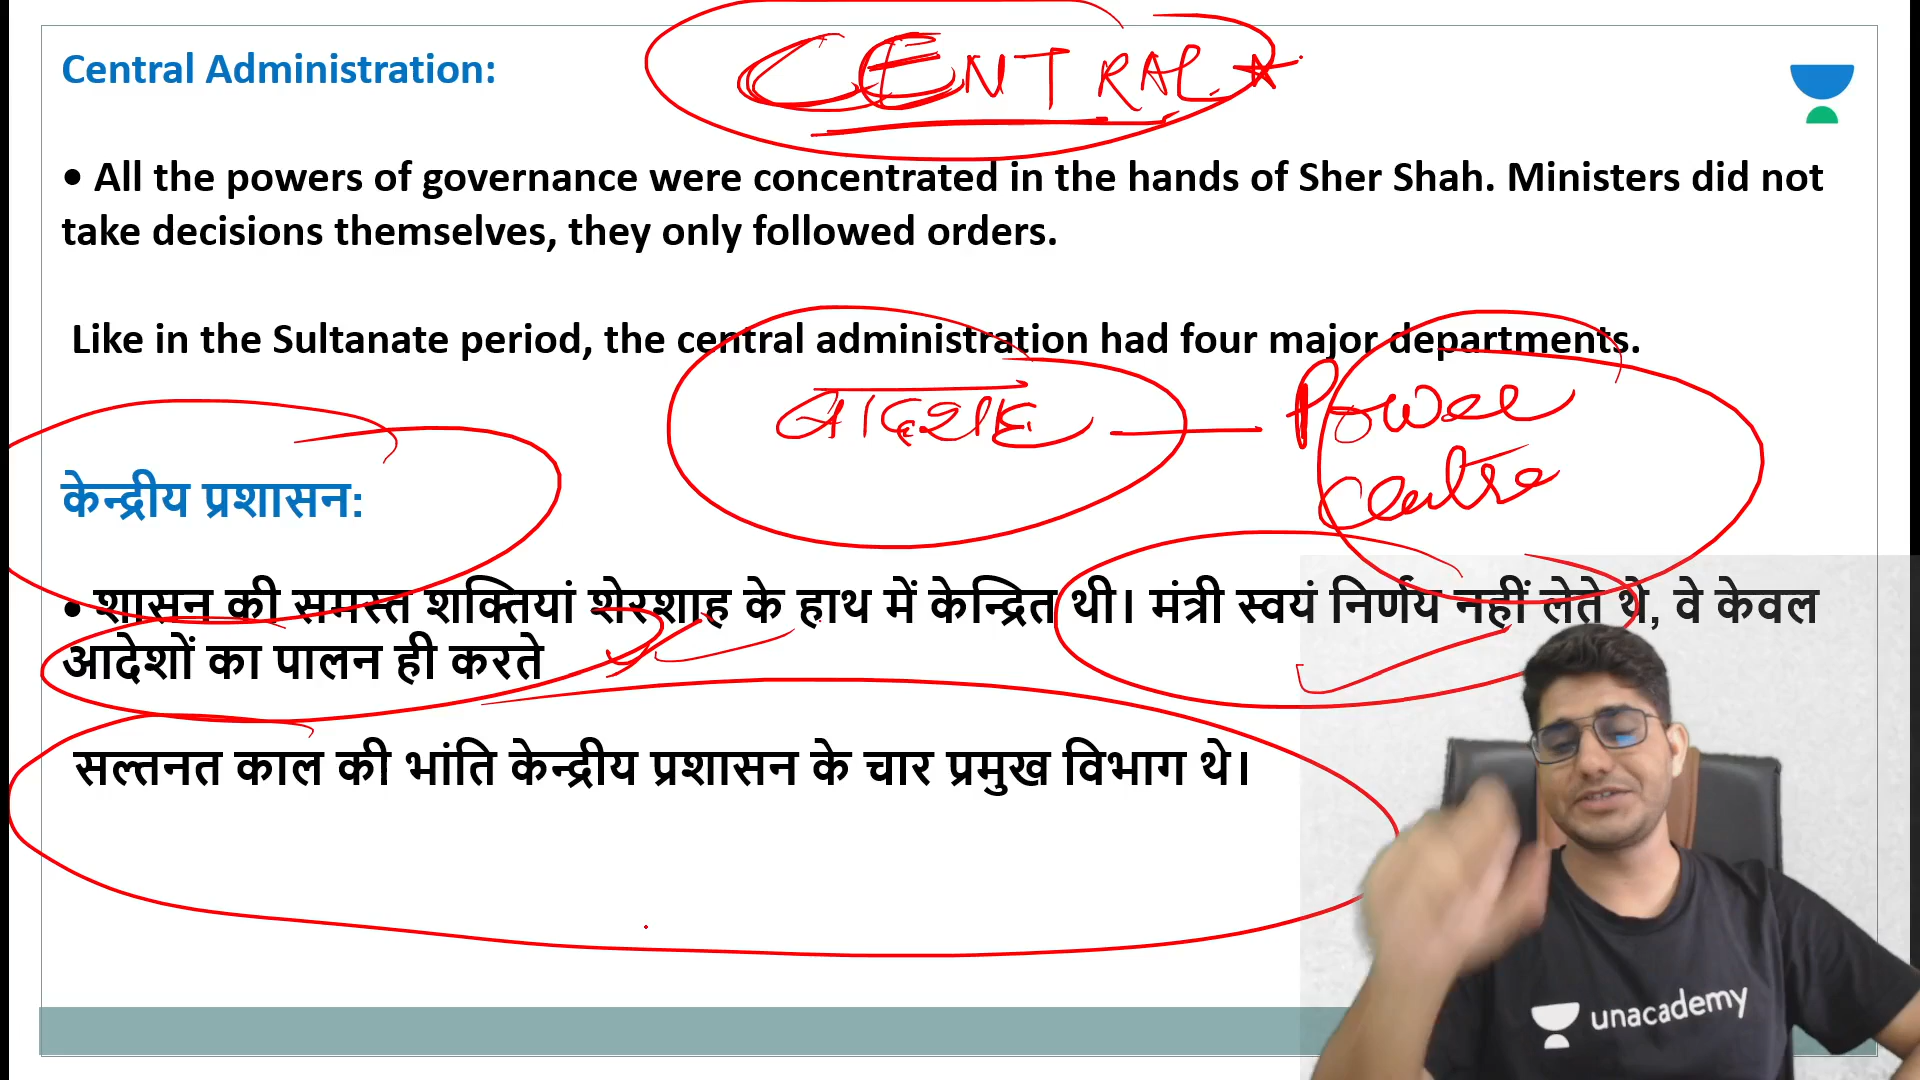 Central Administration:
CENTRAL
• All the powers of governance were concentrated in the hands of Sher Shah. Ministers did not
take decisions themselves, they only followed orders.
Like in the Sultanate period, the central administration had four major departments.
बादशाह — Power
Centre
केन्द्रीय प्रशासन:
• शासन की समस्त शक्तियां शेरशाह के हाथ में केन्द्रित थी। मंत्री स्वयं निर्णय नहीं लेते थे, वे केवल
आदेशों का पालन ही करते
सल्तनत काल की भांति केन्द्रीय प्रशासन के चार प्रमुख विभाग थे।
unacademy